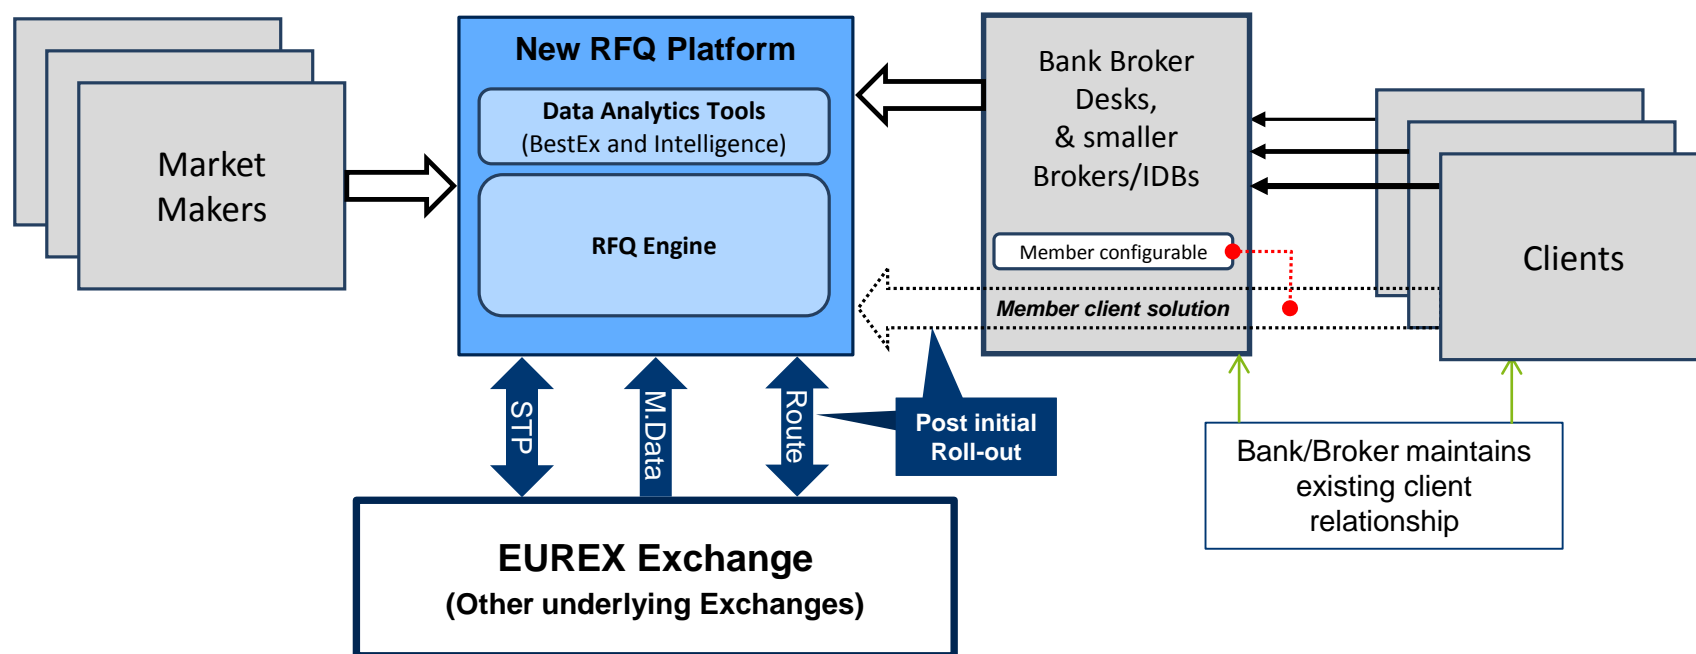 Market
Makers
New RFQ Platform
Data Analytics Tools
(BestEx and Intelligence)
RFQ Engine
Bank Broker
Desks,
& smaller
Brokers/IDBs
Member configurable
Member client solution
Clients
STP
M.Data
Route
Post initial
Roll-out
Bank/Broker maintains
existing client
relationship
EUREX Exchange
(Other underlying Exchanges)